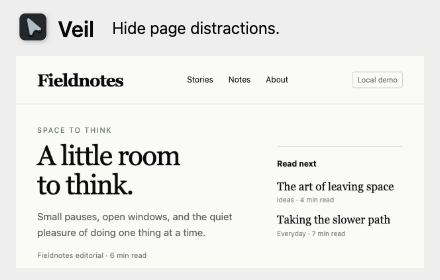 Veil Hide page distractions.
Fieldnotes
Stories Notes About
Local demo
SPACE TO THINK
A little room
to think.
Small pauses, open windows, and the quiet
pleasure of doing one thing at a time.
Fieldnotes editorial · 6 min read
Read next
The art of leaving space
Ideas · 4 min read
Taking the slower path
Everyday · 7 min read